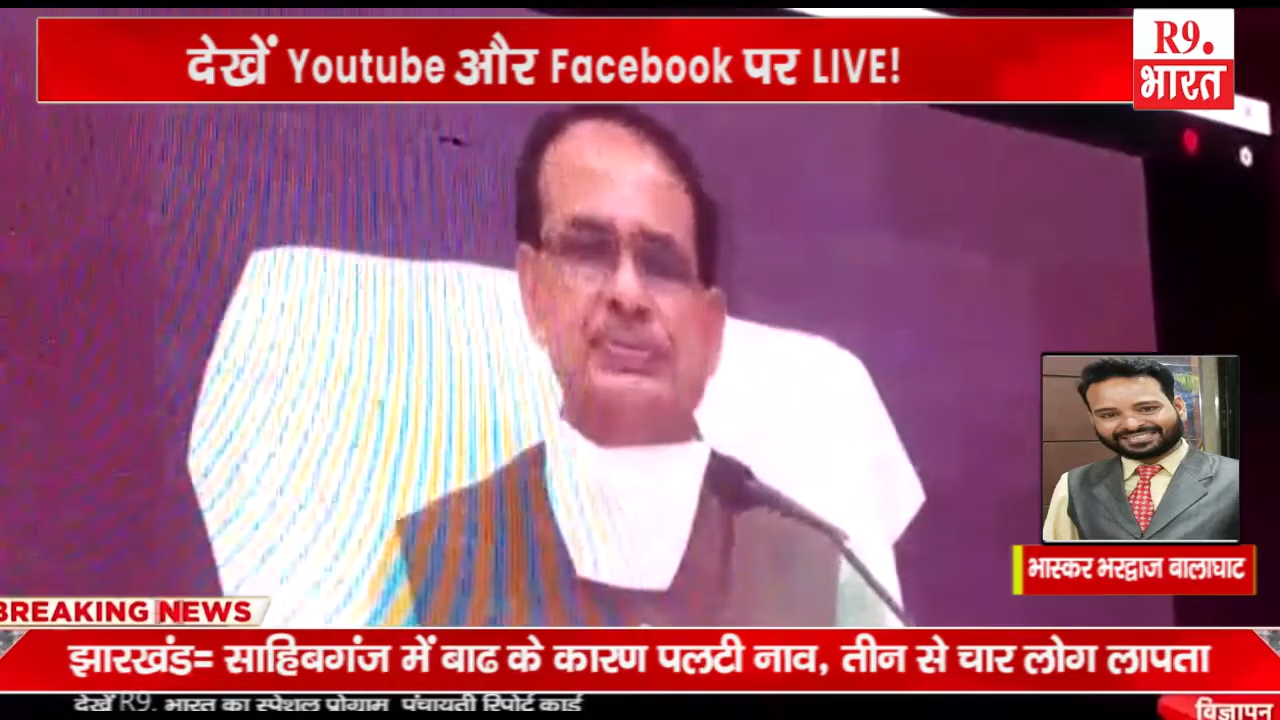 देखें Youtube और Facebook पर LIVE!
R9.
भारत
भास्कर भरद्वाज बालाघाट
BREAKING NEWS
झारखंड= साहिबगंज में बाढ के कारण पलटी नाव, तीन से चार लोग लापता
देखें R9. भारत का स्पेशल प्रोग्राम पंचायती रिपोर्ट कार्ड
विज्ञापन